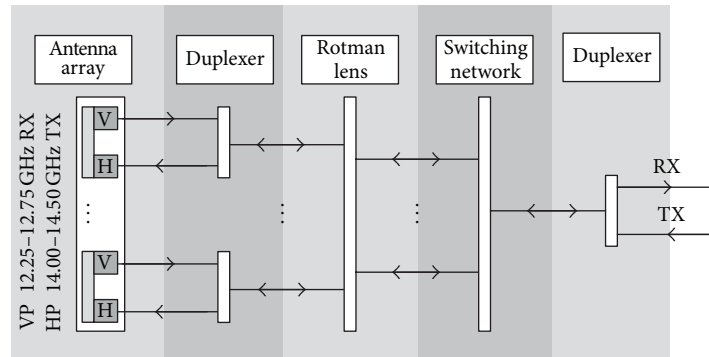 Antenna
array
Duplexer
Rotman
lens
Switching
network
Duplexer
VP 12.25–12.75 GHz RX
HP 14.00–14.50 GHz TX
V
H
...
V
H
...
...
RX
TX